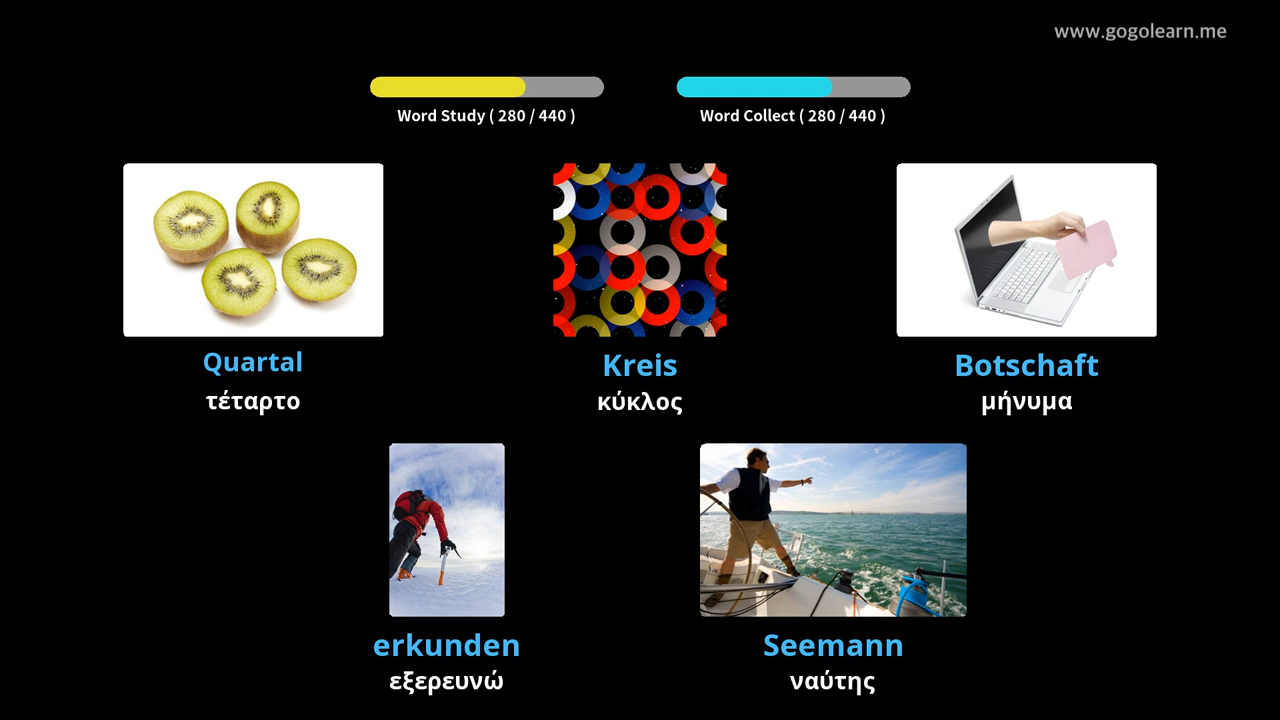 www.gogolearn.me
Word Study ( 280 / 440 )
Word Collect ( 280 / 440 )
Quartal
τέταρτο
Kreis
κύκλος
Botschaft
μήνυμα
erkunden
εξερευνώ
Seemann
ναύτης